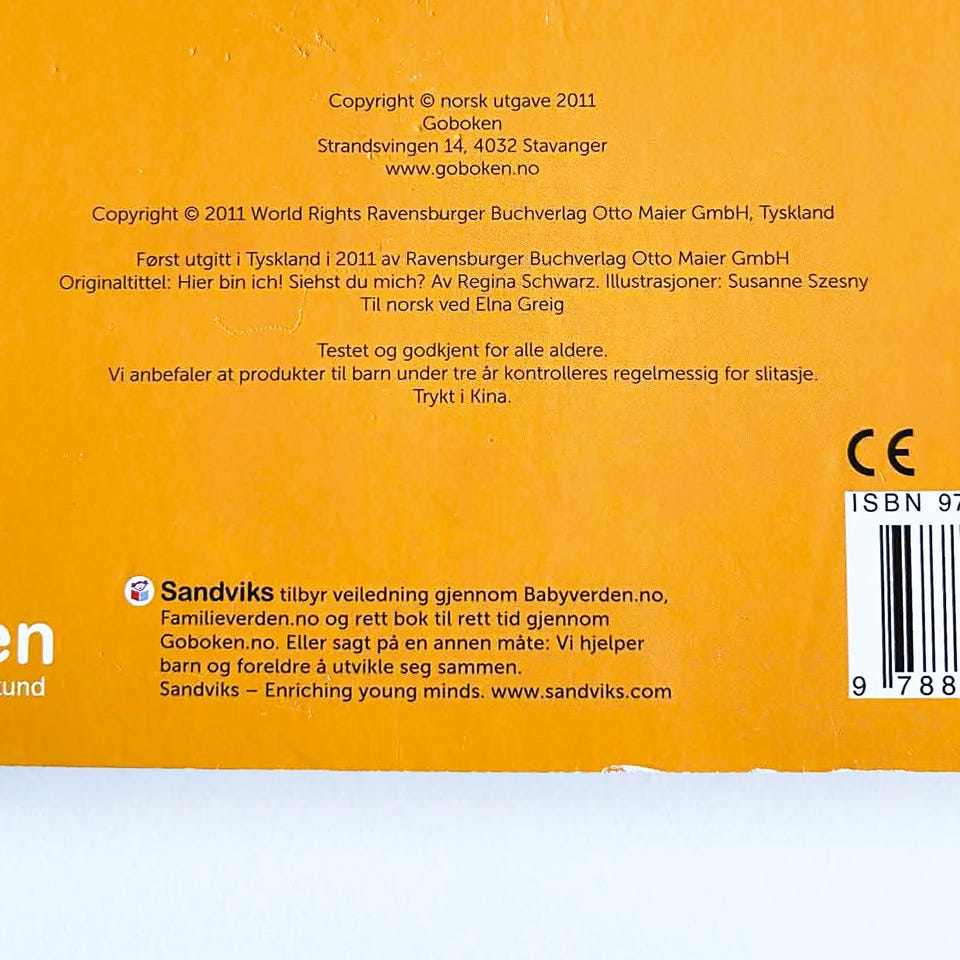 Copyright © norsk utgave 2011
Goboken
Strandsvingen 14, 4032 Stavanger
www.goboken.no
Copyright © 2011 World Rights Ravensburger Buchverlag Otto Maier GmbH, Tyskland
Først utgitt i Tyskland i 2011 av Ravensburger Buchverlag Otto Maier GmbH
Originaltittel: Hier bin ich! Siehst du mich? Av Regina Schwarz. Illustrasjoner: Susanne Szesny
Til norsk ved Elna Greig
Testet og godkjent for alle aldere.
Vi anbefaler at produkter til barn under tre år kontrolleres regelmessig for slitasje.
Trykt i Kina.
CE
ISBN 97
9 788
Sandviks tilbyr veiledning gjennom Babyverden.no,
Familieverden.no og rett bok til rett tid gjennom
Goboken.no. Eller sagt på en annen måte: Vi hjelper
barn og foreldre å utvikle seg sammen.
Sandviks – Enriching young minds. www.sandviks.com
en
tund